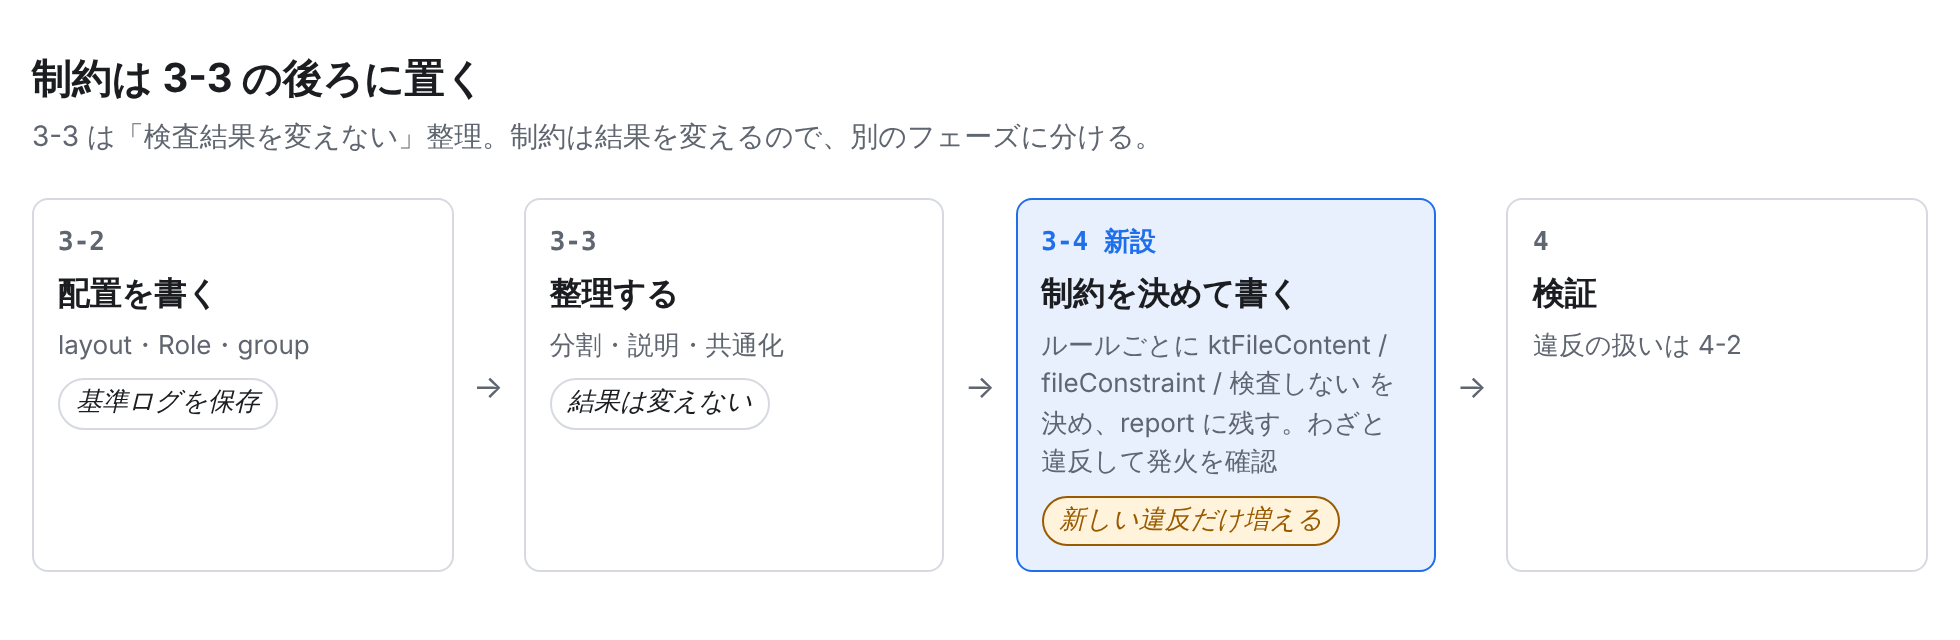 制約は 3-3 の後ろに置く
3-3 は「検査結果を変えない」整理。制約は結果を変えるので、別のフェーズに分ける。
3-2
配置を書く
layout・Role・group
基準ログを保存
→
3-3
整理する
分割・説明・共通化
結果は変えない
→
3-4 新設
制約を決めて書く
ルールごとに ktFileContent /
fileConstraint / 検査しない を
決め、report に残す。わざと
違反して発火を確認
新しい違反だけ増える
→
4
検証
違反の扱いは 4-2